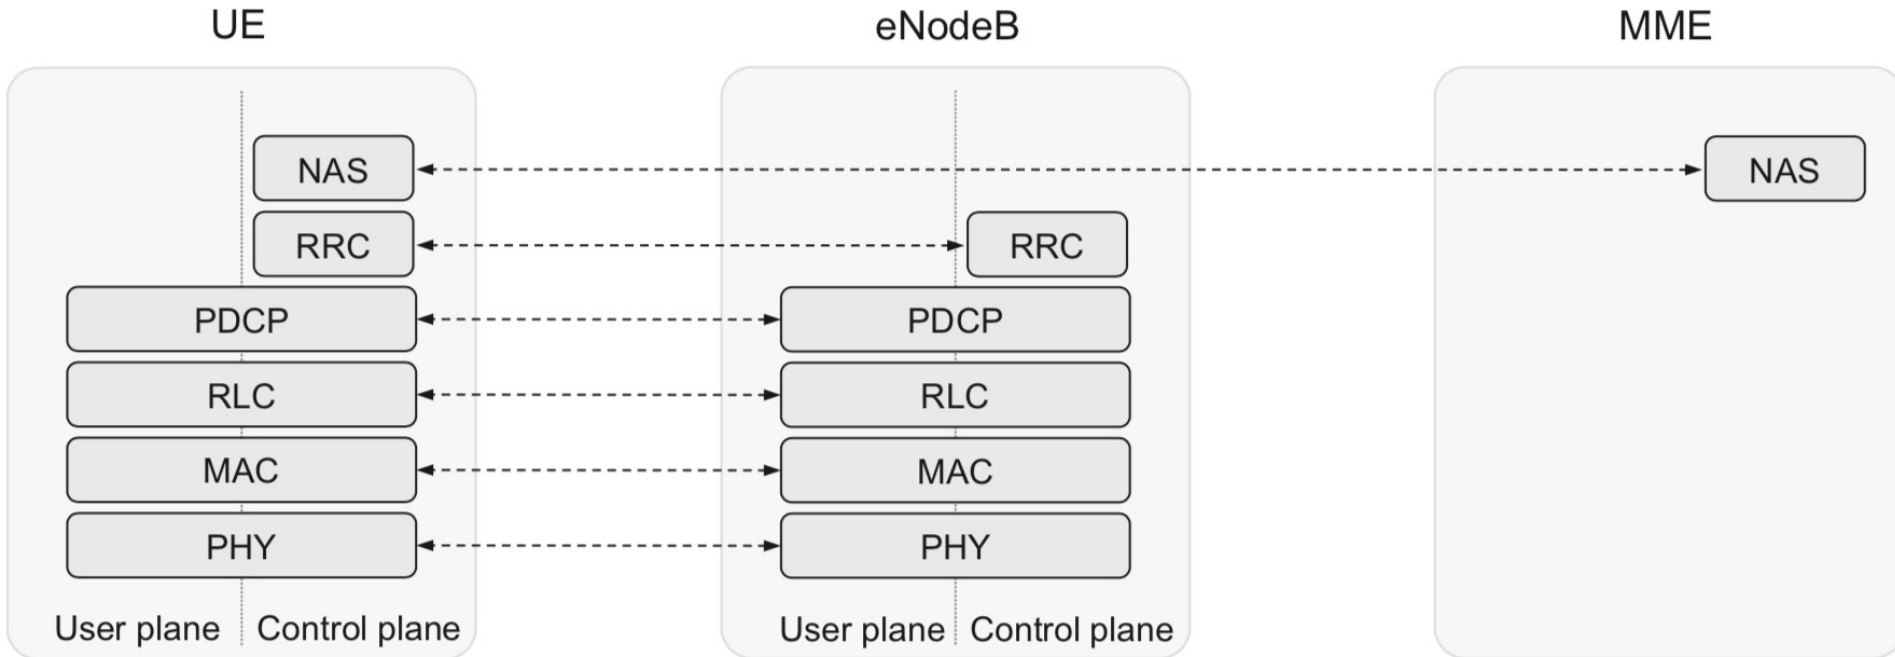 UE eNodeB MME
NAS NAS
RRC RRC
PDCP PDCP
RLC RLC
MAC MAC
PHY PHY
User plane Control plane User plane Control plane